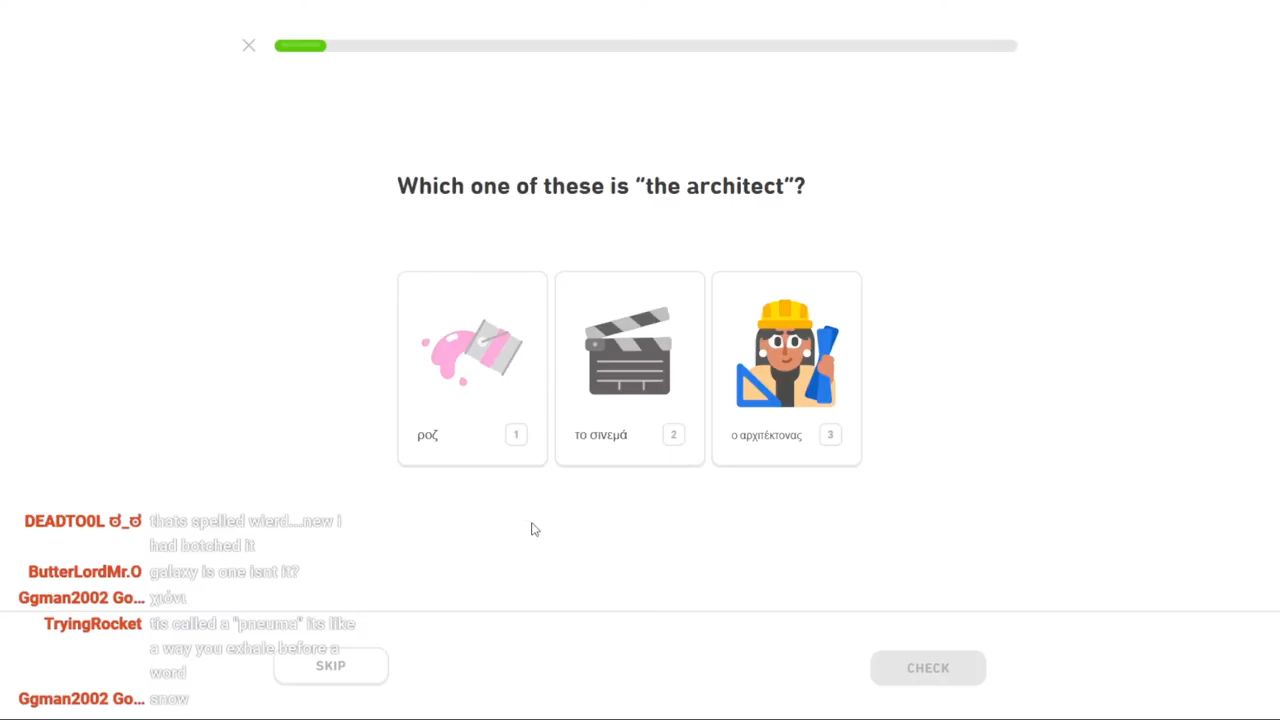 Which one of these is “the architect”?
ροζ 1
το σινεμά 2
ο αρχιτέκτονας 3
DEADTO0L ಠ_ಠ thats spelled wierd....new i
had botched it
ButterLordMr.O galaxy is one isnt it?
Ggman2002 Go... χιόνι
TryingRocket tis called a "pneuma" its like
a way you exhale before a
word
Ggman2002 Go... snow
SKIP
CHECK